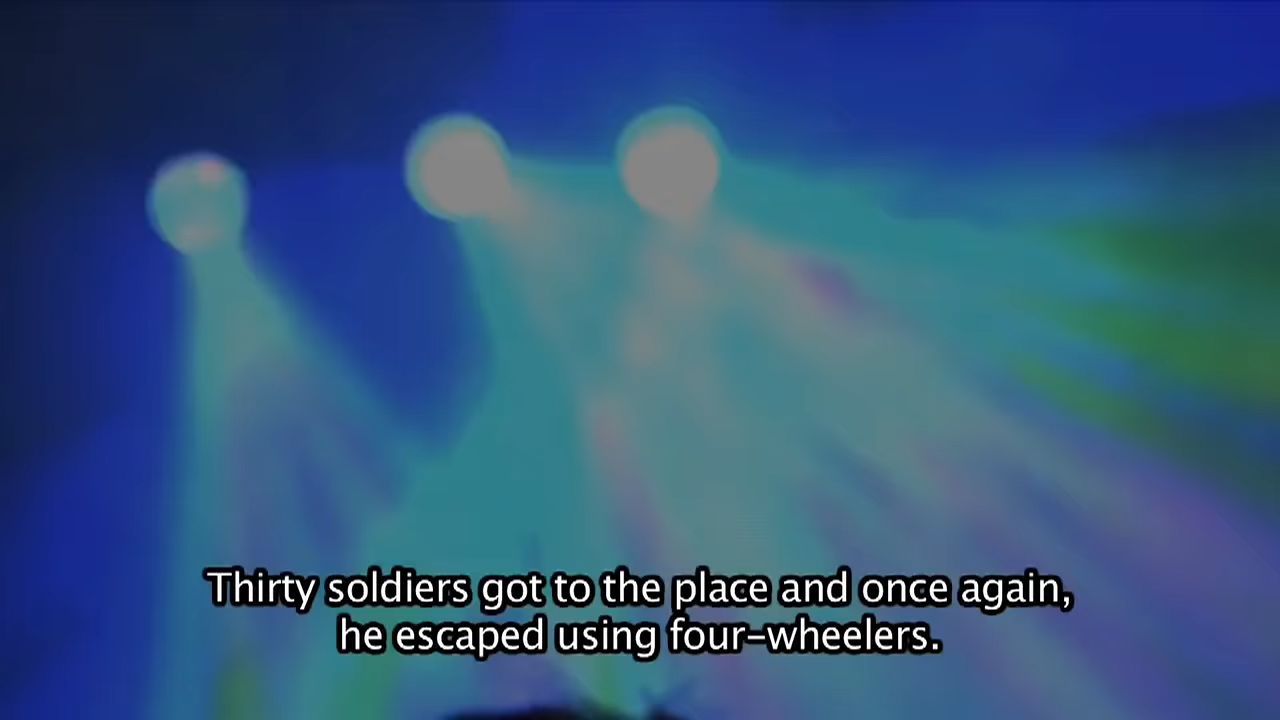 Thirty soldiers got to the place and once again,
he escaped using four-wheelers.